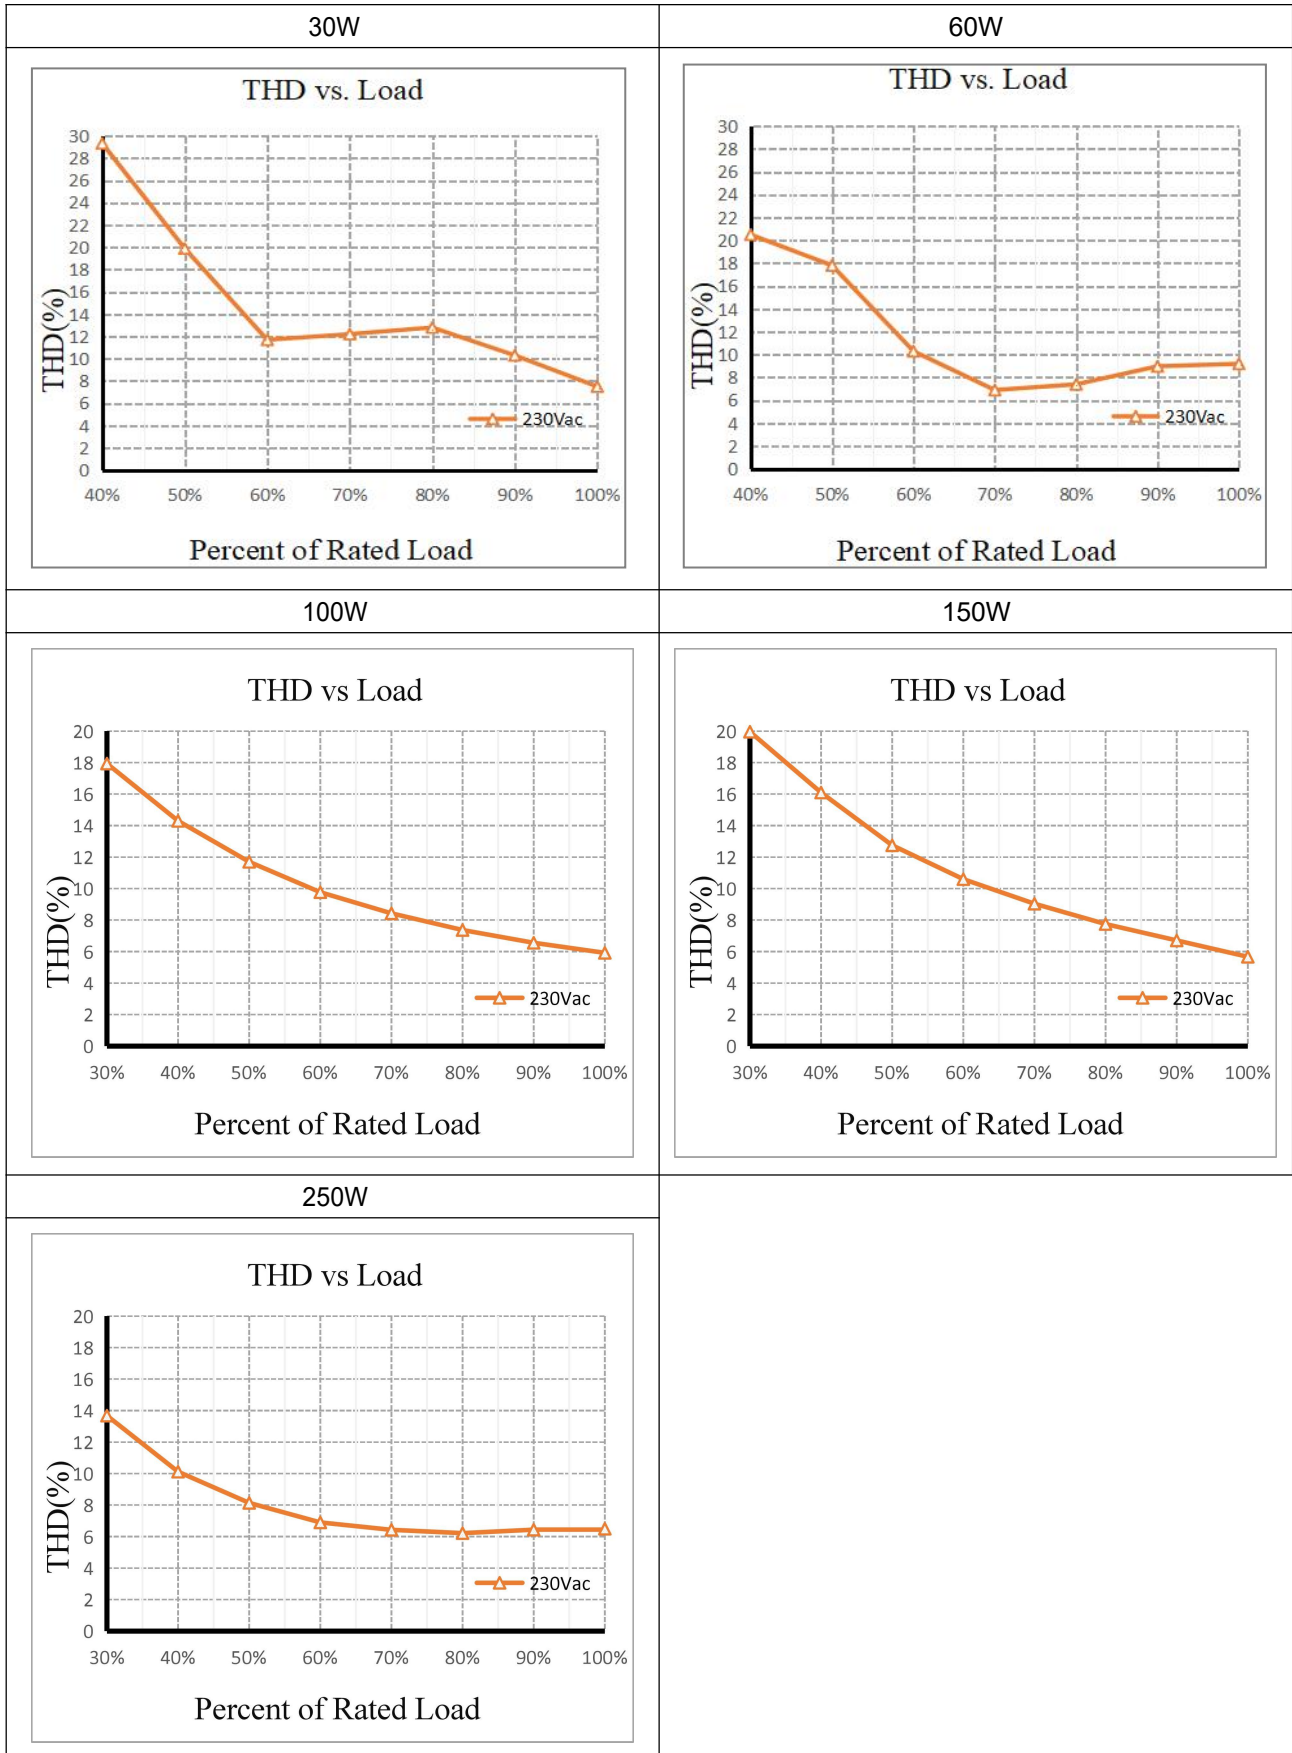 30W
60W
THD vs. Load
30
28
26
24
22
20
18
16
14
12
10
8
6
4
2
0
THD(%)
230Vac
40% 50% 60% 70% 80% 90% 100%
Percent of Rated Load
THD vs. Load
30
28
26
24
22
20
18
16
14
12
10
8
6
4
2
0
THD(%)
230Vac
40% 50% 60% 70% 80% 90% 100%
Percent of Rated Load
100W
150W
THD vs Load
20
18
16
14
12
10
8
6
4
2
0
THD(%)
230Vac
30% 40% 50% 60% 70% 80% 90% 100%
Percent of Rated Load
THD vs Load
20
18
16
14
12
10
8
6
4
2
0
THD(%)
230Vac
30% 40% 50% 60% 70% 80% 90% 100%
Percent of Rated Load
250W
THD vs Load
20
18
16
14
12
10
8
6
4
2
0
THD(%)
230Vac
30% 40% 50% 60% 70% 80% 90% 100%
Percent of Rated Load